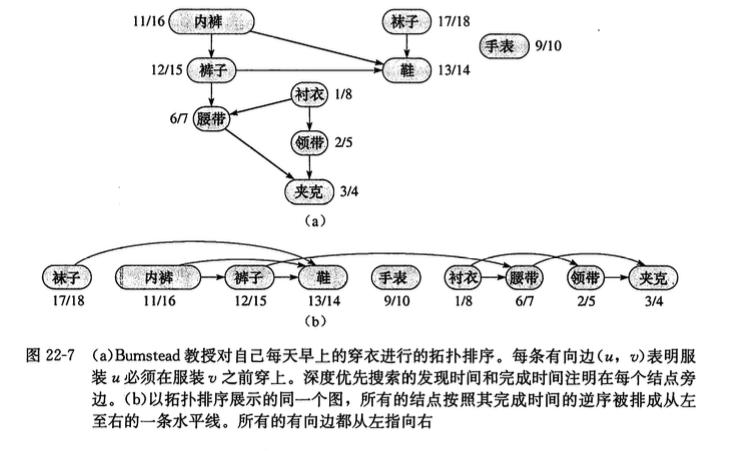 11/16 内裤 袜子 17/18
手表 9/10
12/15 裤子 鞋 13/14
衬衣 1/8
6/7 腰带
领带 2/5
夹克 3/4
(a)
袜子 内裤 裤子 鞋 手表 衬衣 腰带 领带 夹克
17/18 11/16 12/15 13/14 9/10 1/8 6/7 2/5 3/4
(b)
图 22-7 (a)Bumstead 教授对自己每天早上的穿衣进行的拓扑排序。每条有向边(u，v)表明服
装 u 必须在服装 v 之前穿上。深度优先搜索的发现时间和完成时间注明在每个结点旁
边。(b)以拓扑排序展示的同一个图，所有的结点按照其完成时间的逆序被排成从左
至右的一条水平线。所有的有向边都从左指向右